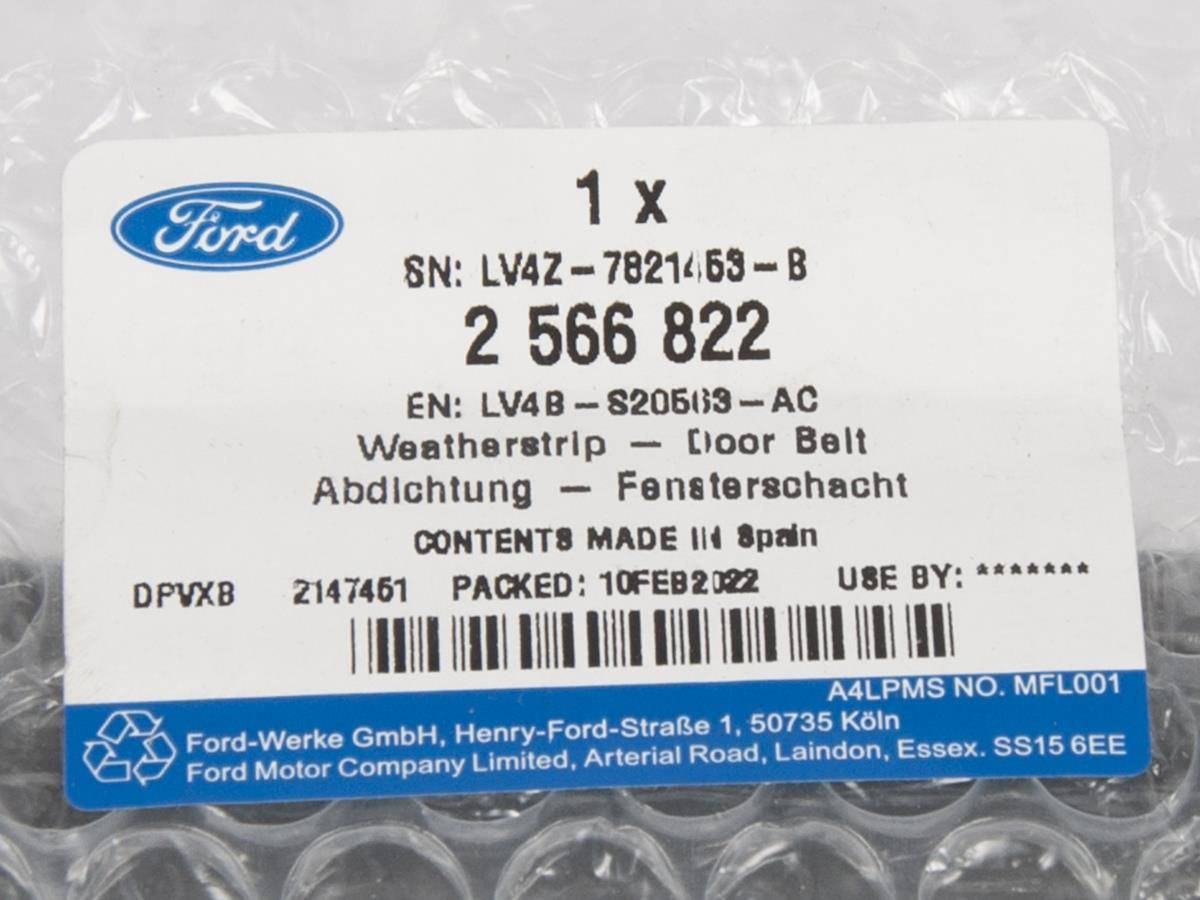 Ford
1 x
SN: LV4Z-7821453-B
2 566 822
EN: LV4B-S20563-AC
Weatherstrip - Door Belt
Abdichtung - Fensterschacht
CONTENTS MADE IN Spain
DPVXB 2147451 PACKED: 10FEB2022 USE BY: *******
A4LPMS NO. MFL001
Ford-Werke GmbH, Henry-Ford-Straße 1, 50735 Köln
Ford Motor Company Limited, Arterial Road, Laindon, Essex. SS15 6EE